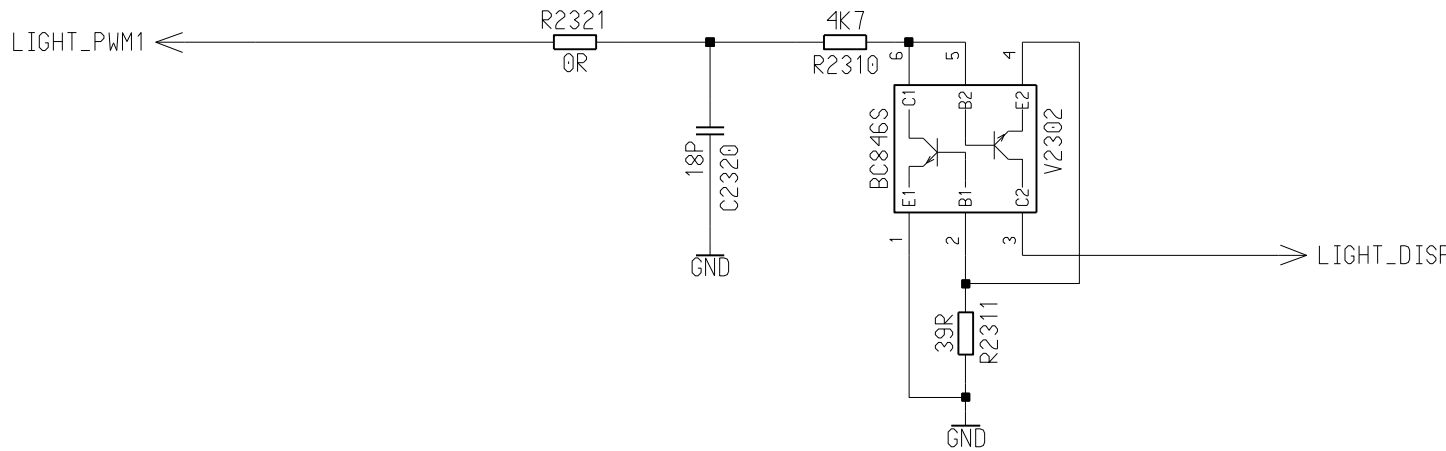 LIGHT_PWM1
R2321
0R
18P
C2320
GND
4K7
R2310
6
5
4
C1
B2
E2
BC846S
V2302
E1
B1
C2
1
2
3
LIGHT_DISP
39R
R2311
GND